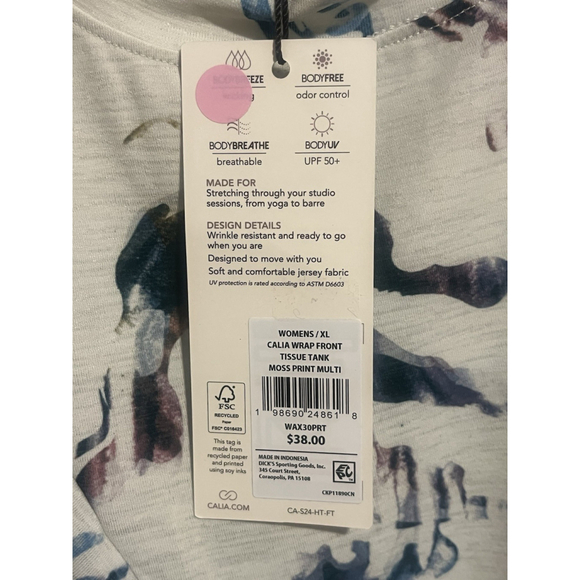 BODYFREE
odor control
BODYBREATHE
breathable
BODYUV
UPF 50+
MADE FOR
Stretching through your studio
sessions, from yoga to barre
DESIGN DETAILS
Wrinkle resistant and ready to go
when you are
Designed to move with you
Soft and comfortable jersey fabric
UV protection is rated according to ASTM D6603
WOMENS / XL
CALIA WRAP FRONT
TISSUE TANK
MOSS PRINT MULTI
1 98690 24861 8
WAX30PRT
$38.00
FSC
RECYCLED
Paper
FSC® C018423
This tag is
made from
recycled paper
and printed
using soy inks
MADE IN INDONESIA
DICK'S Sporting Goods, Inc.
345 Court Street,
Coraopolis, PA 15108
CKP11890CN
CALIA.COM
CA-S24-HT-FT